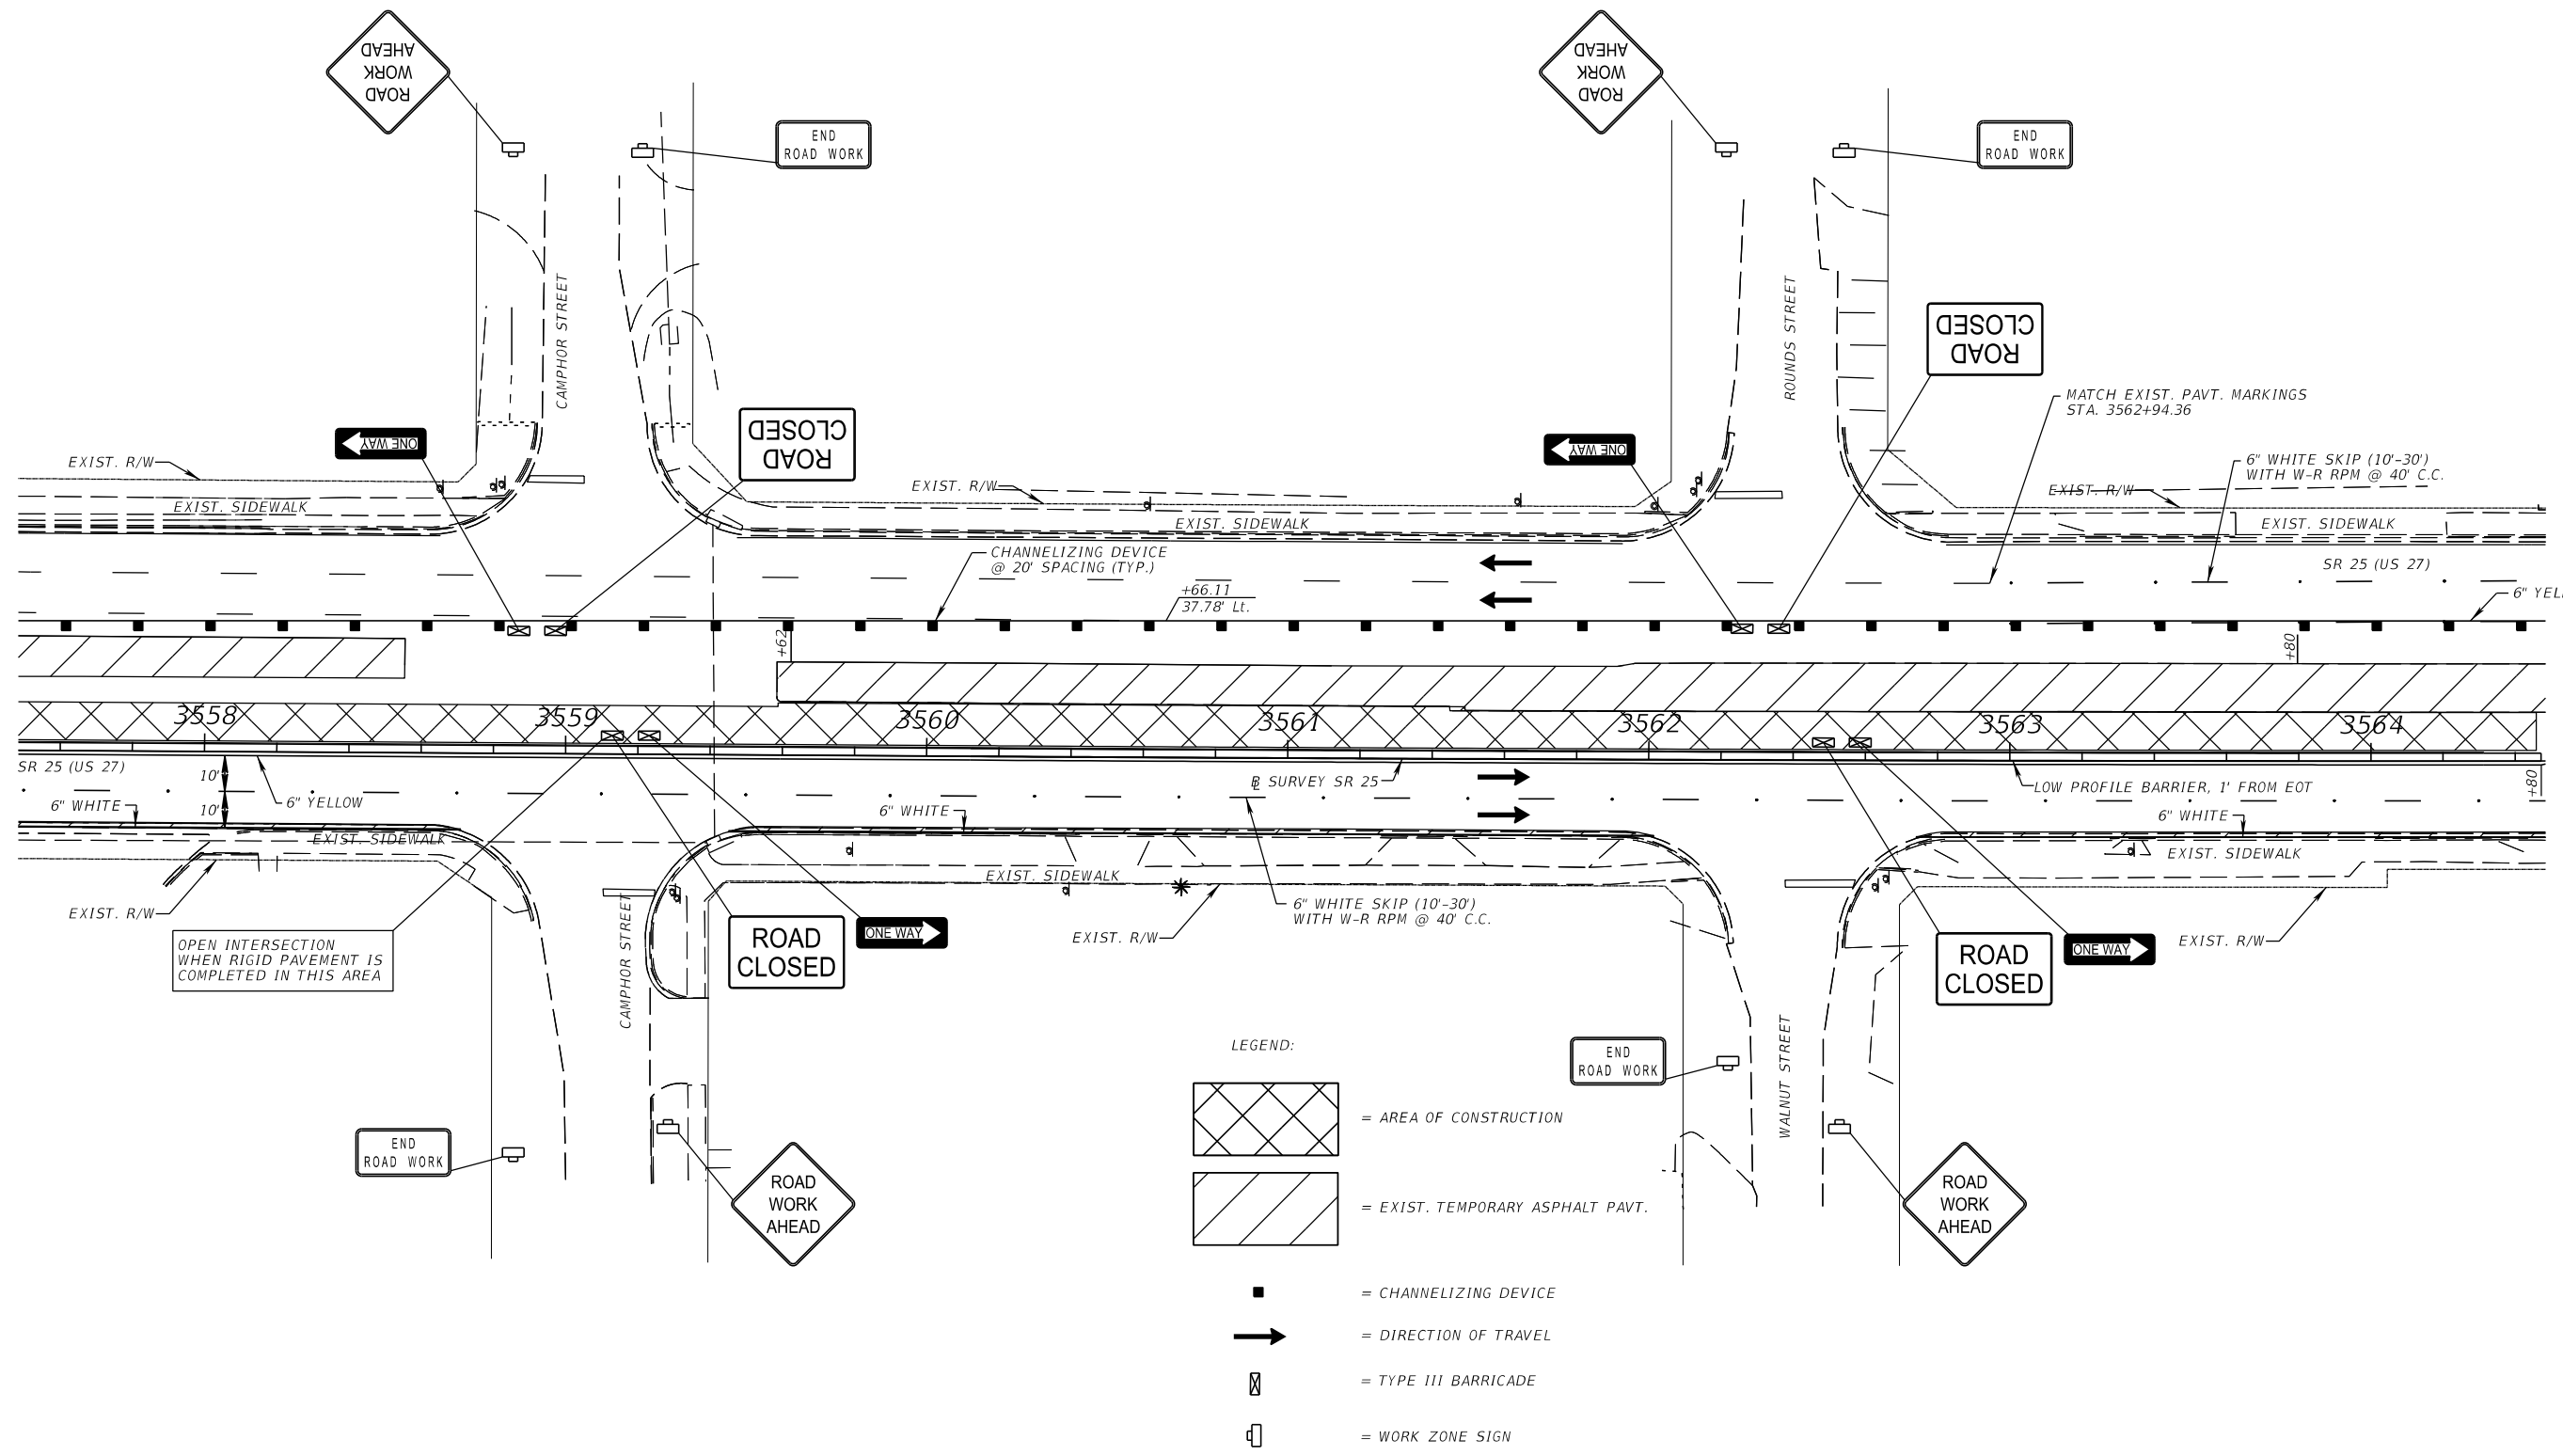 ROAD
WORK
AHEAD
END
ROAD WORK
ROAD
WORK
AHEAD
END
ROAD WORK
CAMPHOR STREET
ROUNDS STREET
ROAD
CLOSED
MATCH EXIST. PAVT. MARKINGS
STA. 3562+94.36
ONE WAY
ROAD
CLOSED
ONE WAY
EXIST. R/W
EXIST. SIDEWALK
EXIST. R/W
EXIST. SIDEWALK
6" WHITE SKIP (10'-30')
WITH W-R RPM @ 40' C.C.
EXIST. R/W
EXIST. SIDEWALK
CHANNELIZING DEVICE
@ 20' SPACING (TYP.)
SR 25 (US 27)
+66.11
37.78' Lt.
6" YEL
+62
+80
3558
3559
3560
3561
3562
3563
3564
SR 25 (US 27)
10'
10'
6" WHITE
6" YELLOW
EXIST. SIDEWALK
EXIST. R/W
6" WHITE
℄ SURVEY SR 25
LOW PROFILE BARRIER, 1' FROM EOT
+80
6" WHITE
EXIST. SIDEWALK
EXIST. SIDEWALK
6" WHITE SKIP (10'-30')
WITH W-R RPM @ 40' C.C.
EXIST. R/W
EXIST. R/W
OPEN INTERSECTION
WHEN RIGID PAVEMENT IS
COMPLETED IN THIS AREA
CAMPHOR STREET
ROAD
CLOSED
ONE WAY
ROAD
CLOSED
ONE WAY
WALNUT STREET
END
ROAD WORK
ROAD
WORK
AHEAD
END
ROAD WORK
ROAD
WORK
AHEAD
LEGEND:
= AREA OF CONSTRUCTION
= EXIST. TEMPORARY ASPHALT PAVT.
= CHANNELIZING DEVICE
= DIRECTION OF TRAVEL
= TYPE III BARRICADE
= WORK ZONE SIGN